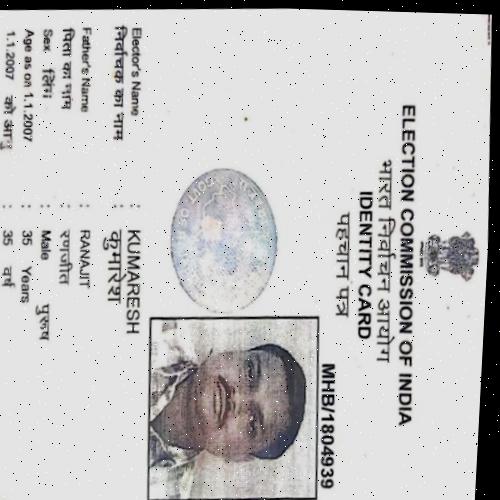 ELECTION COMMISSION OF INDIA
भारत निर्वाचन आयोग
IDENTITY CARD
पहचान पत्र
MHB/1804939
Elector's Name : KUMARESH
निर्वाचक का नाम : कुमारेश
Father's Name : RANAJIT
पिता का नाम : रणजीत
Sex लिंग : Male पुरुष
Age as on 1.1.2007 : 35 Years
1.1.2007 को आयु : 35 वर्ष